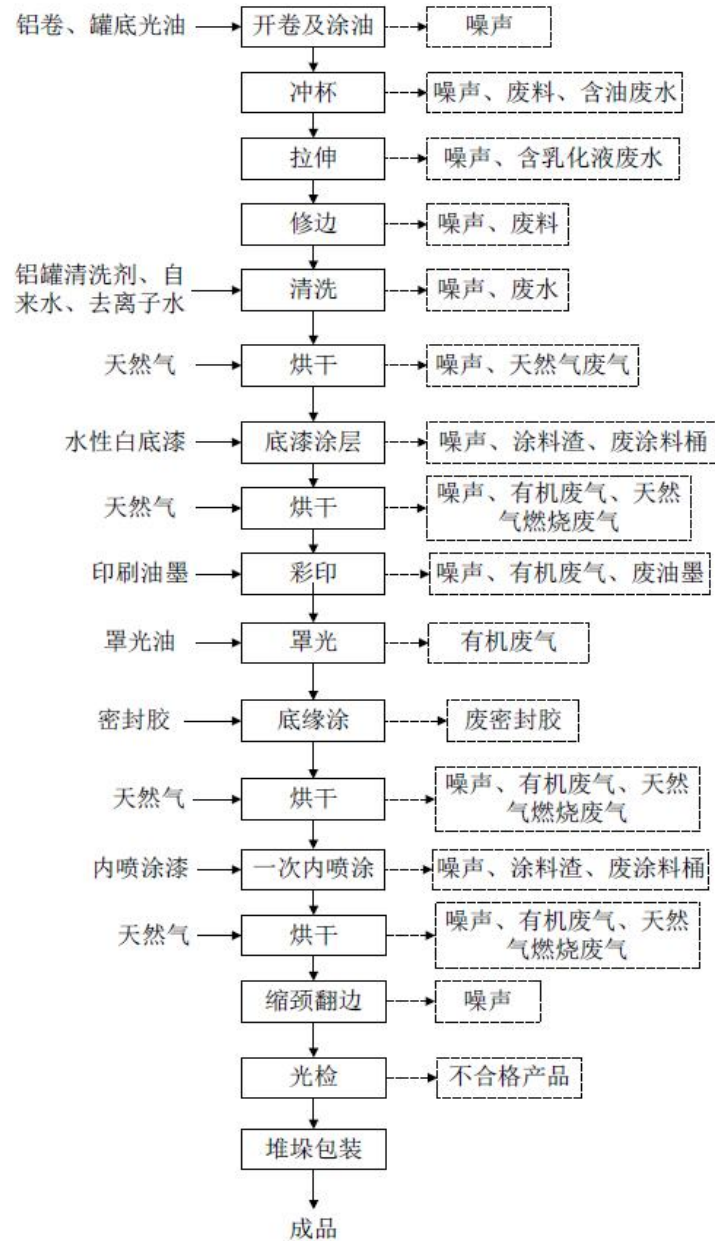 铝卷、罐底光油
开卷及涂油
噪声
冲杯
噪声、废料、含油废水
拉伸
噪声、含乳化液废水
修边
噪声、废料
铝罐清洗剂、自
来水、去离子水
清洗
噪声、废水
天然气
烘干
噪声、天然气废气
水性白底漆
底漆涂层
噪声、涂料渣、废涂料桶
天然气
烘干
噪声、有机废气、天然
气燃烧废气
印刷油墨
彩印
噪声、有机废气、废油墨
罩光油
罩光
有机废气
密封胶
底缘涂
废密封胶
天然气
烘干
噪声、有机废气、天然
气燃烧废气
内喷涂漆
一次内喷涂
噪声、涂料渣、废涂料桶
天然气
烘干
噪声、有机废气、天然
气燃烧废气
缩颈翻边
噪声
光检
不合格产品
堆垛包装
成品